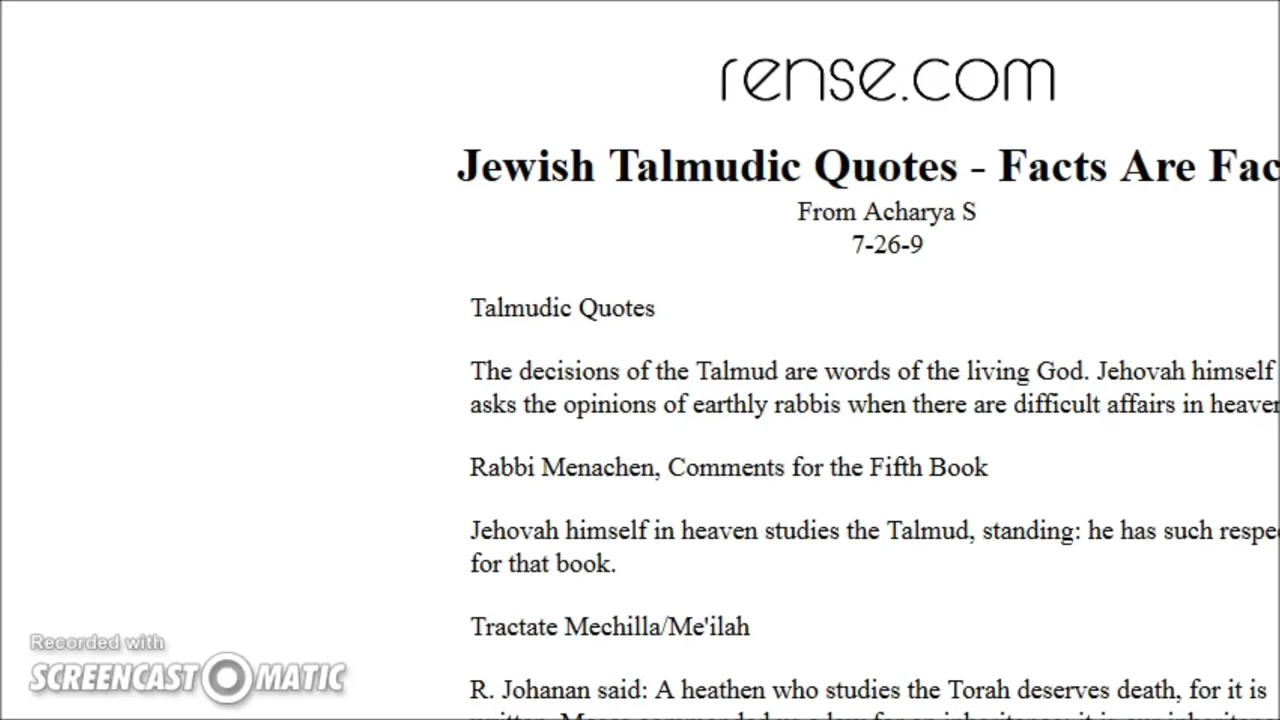 rense.com
Jewish Talmudic Quotes - Facts Are Fac
From Acharya S
7-26-9
Talmudic Quotes
The decisions of the Talmud are words of the living God. Jehovah himself
asks the opinions of earthly rabbis when there are difficult affairs in heaven
Rabbi Menachen, Comments for the Fifth Book
Jehovah himself in heaven studies the Talmud, standing: he has such respe
for that book.
Tractate Mechilla/Me'ilah
R. Johanan said: A heathen who studies the Torah deserves death, for it is
Recorded with
SCREENCAST MATIC